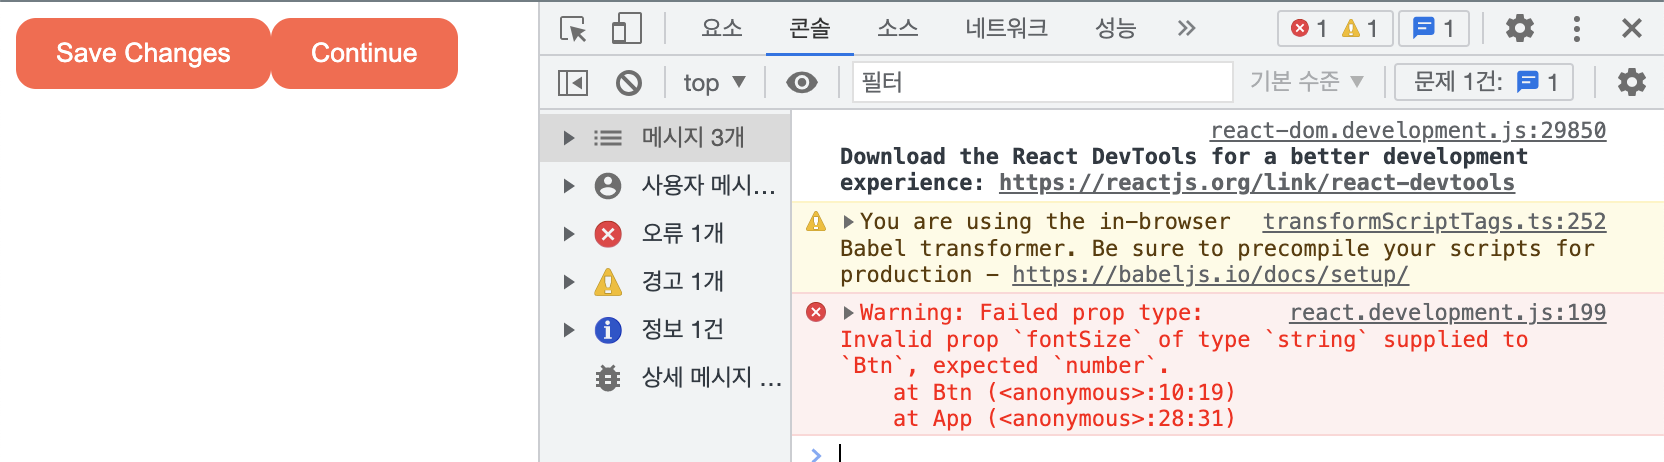 Save Changes Continue
요소 콘솔 소스 네트워크 성능 1 1 1
top 필터 기본 수준 문제 1건: 1
메시지 3개
사용자 메시...
오류 1개
경고 1개
정보 1건
상세 메시지 ...
react-dom.development.js:29850
Download the React DevTools for a better development
experience: https://reactjs.org/link/react-devtools
You are using the in-browser transformScriptTags.ts:252
Babel transformer. Be sure to precompile your scripts for
production - https://babeljs.io/docs/setup/
Warning: Failed prop type: react.development.js:199
Invalid prop `fontSize` of type `string` supplied to
`Btn`, expected `number`.
at Btn (<anonymous>:10:19)
at App (<anonymous>:28:31)